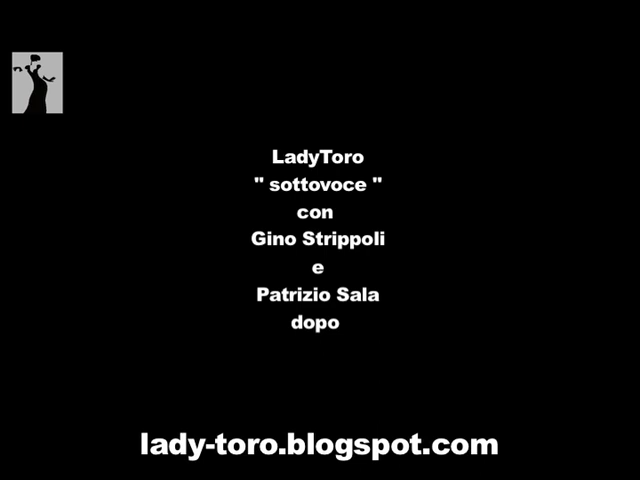 LadyToro
" sottovoce "
con
Gino Strippoli
e
Patrizio Sala
dopo
lady-toro.blogspot.com